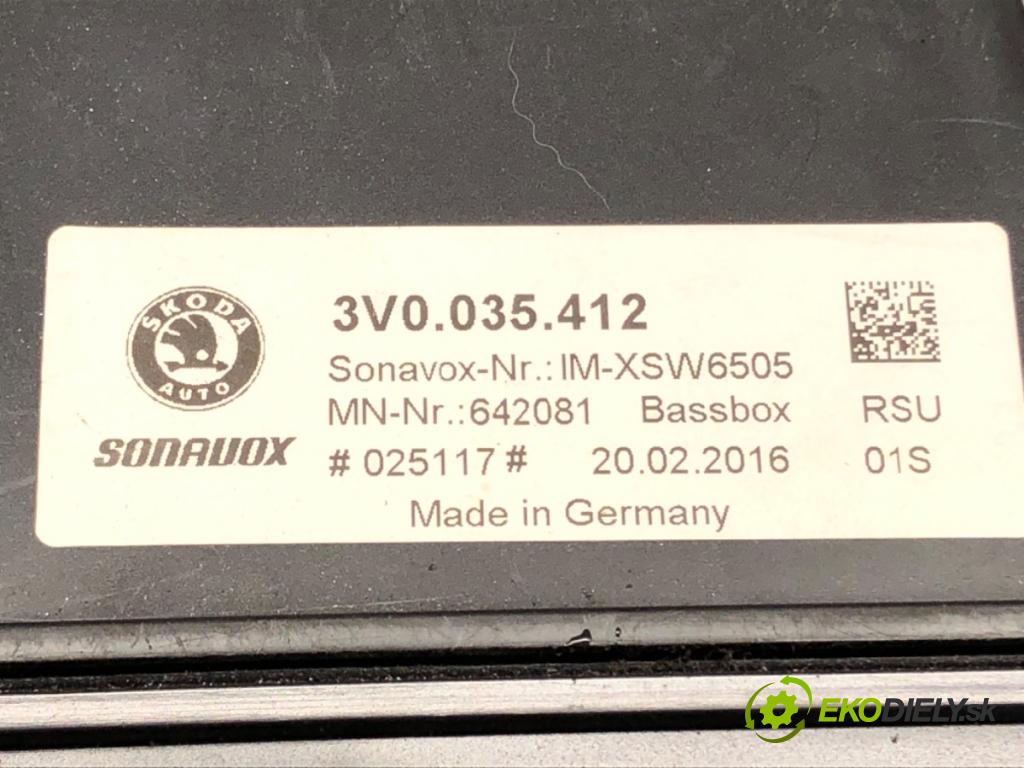 SKODA
AUTO
SONAVOX
3V0.035.412
Sonavox-Nr.:IM-XSW6505
MN-Nr.:642081 Bassbox RSU
#025117# 20.02.2016 01S
Made in Germany
EKODIELY.sk